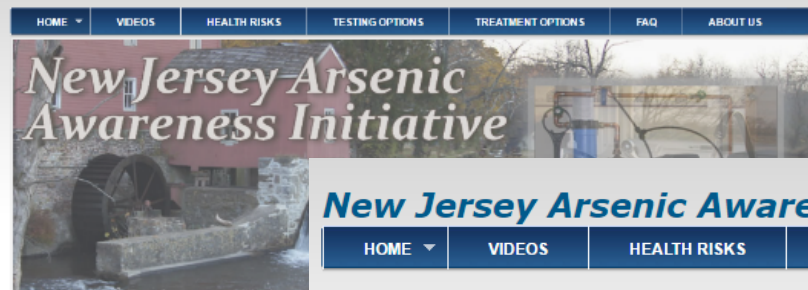 HOME VIDEOS HEALTH RISKS TESTING OPTIONS TREATMENT OPTIONS FAQ ABOUT US
New Jersey Arsenic
Awareness Initiative
New Jersey Arsenic Aware
HOME VIDEOS HEALTH RISKS